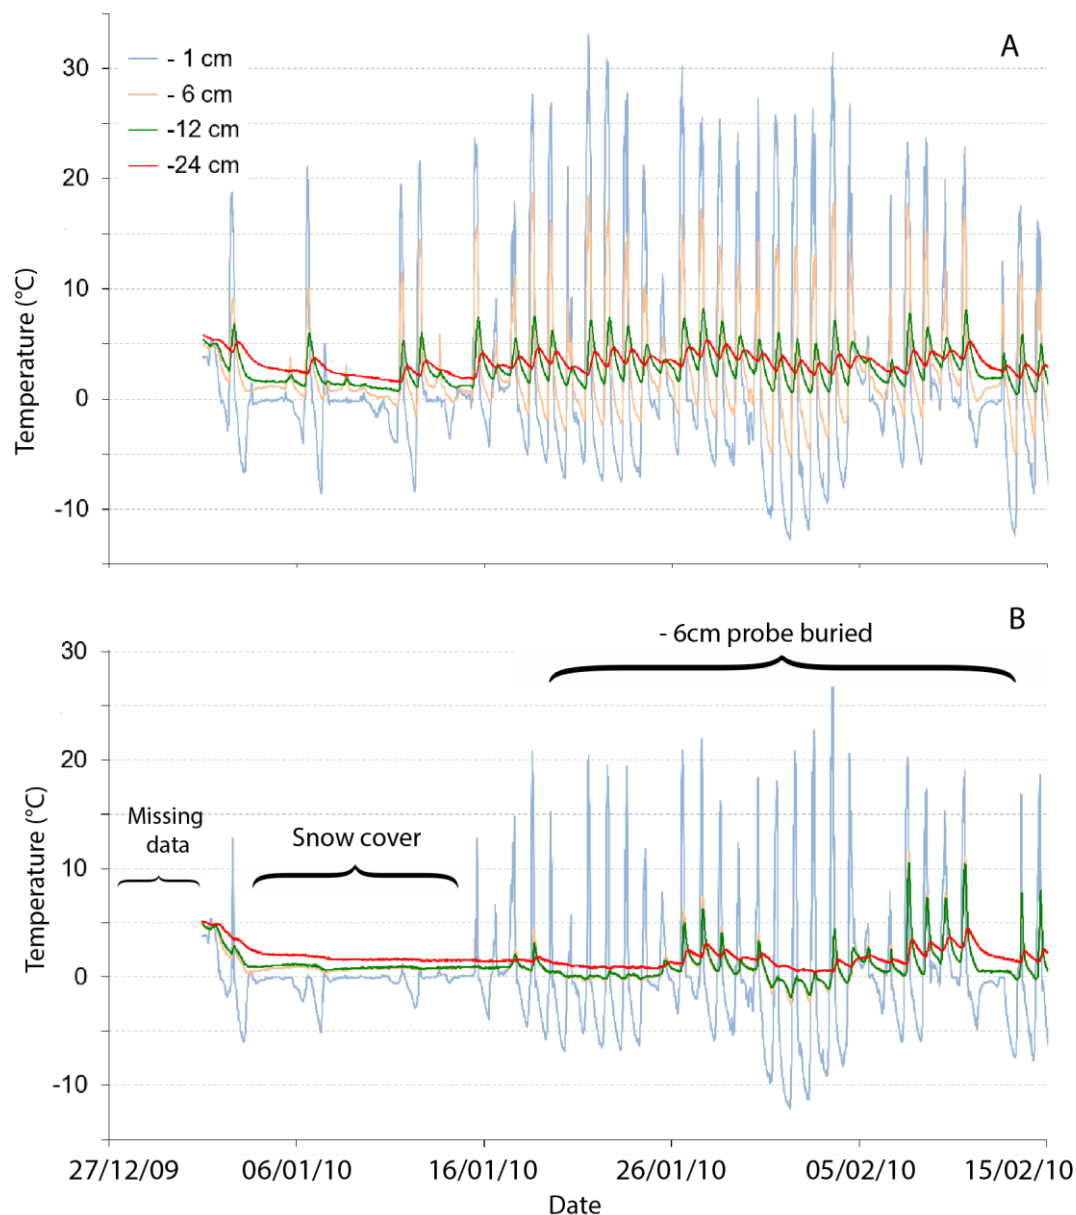 A
- 1 cm
- 6 cm
-12 cm
-24 cm
30
20
10
0
-10
Temperature (°C)
B
- 6cm probe buried
30
20
10
0
-10
Temperature (°C)
Missing
data
Snow cover
27/12/09 06/01/10 16/01/10 26/01/10 05/02/10 15/02/10
Date